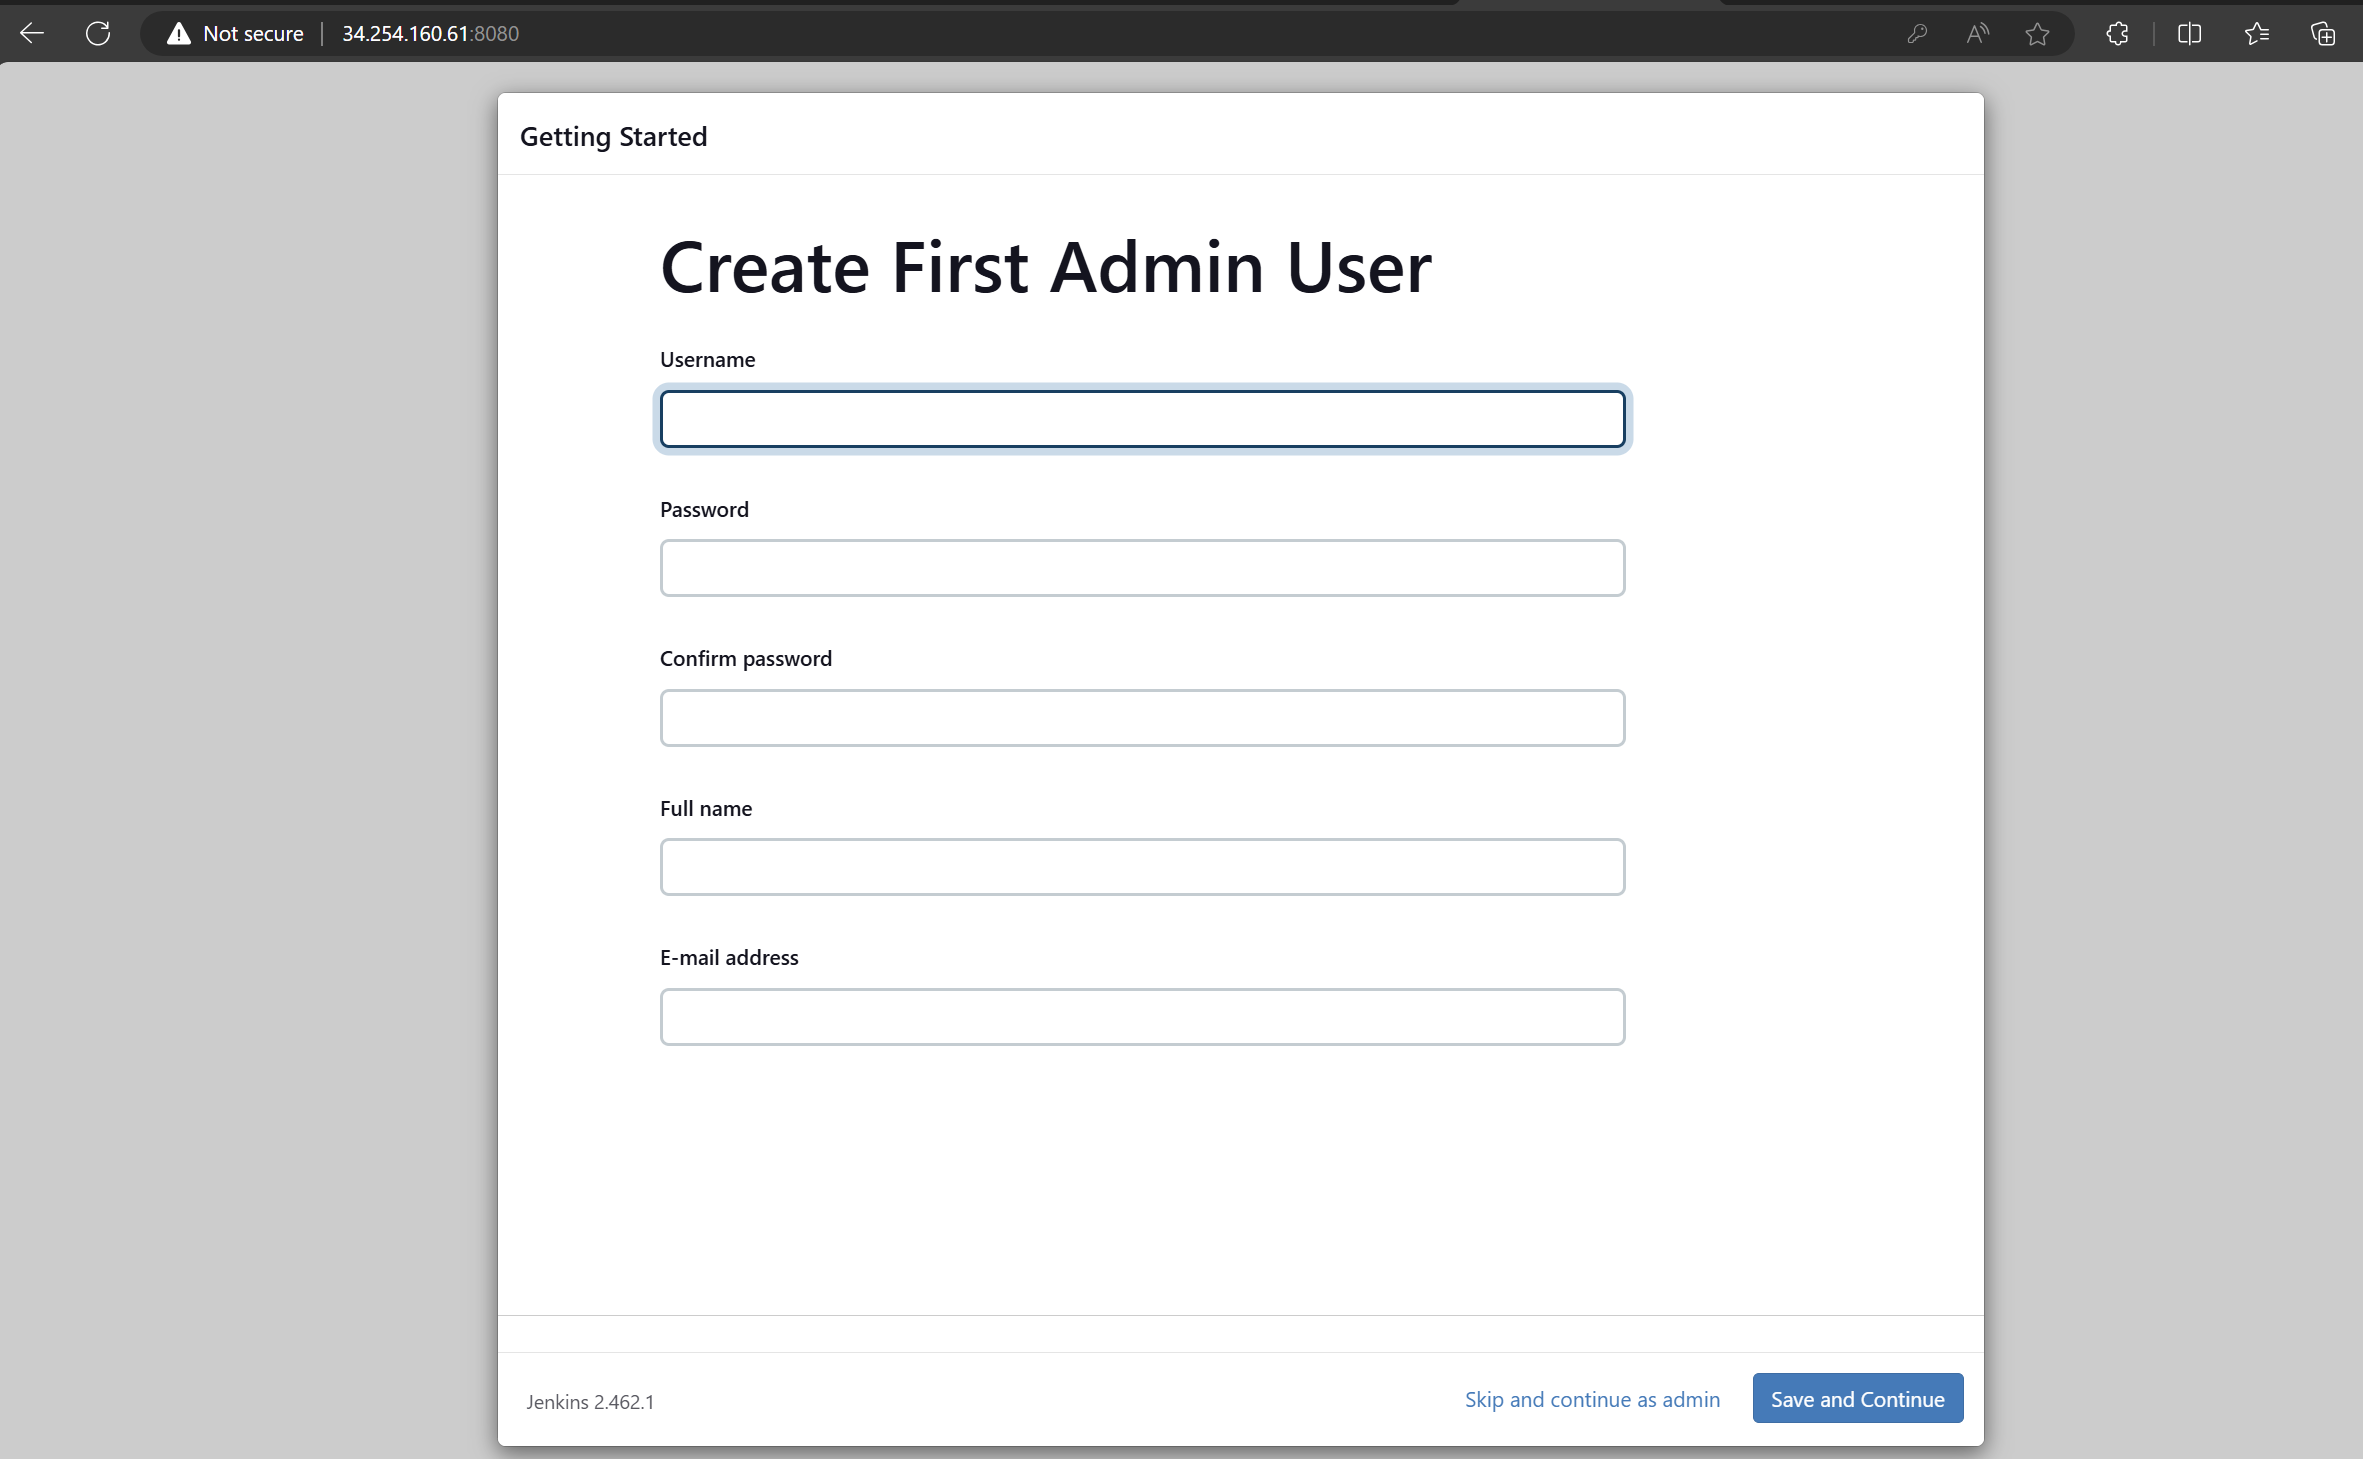 Not secure | 34.254.160.61:8080
Getting Started
Create First Admin User
Username
Password
Confirm password
Full name
E-mail address
Jenkins 2.462.1
Skip and continue as admin
Save and Continue